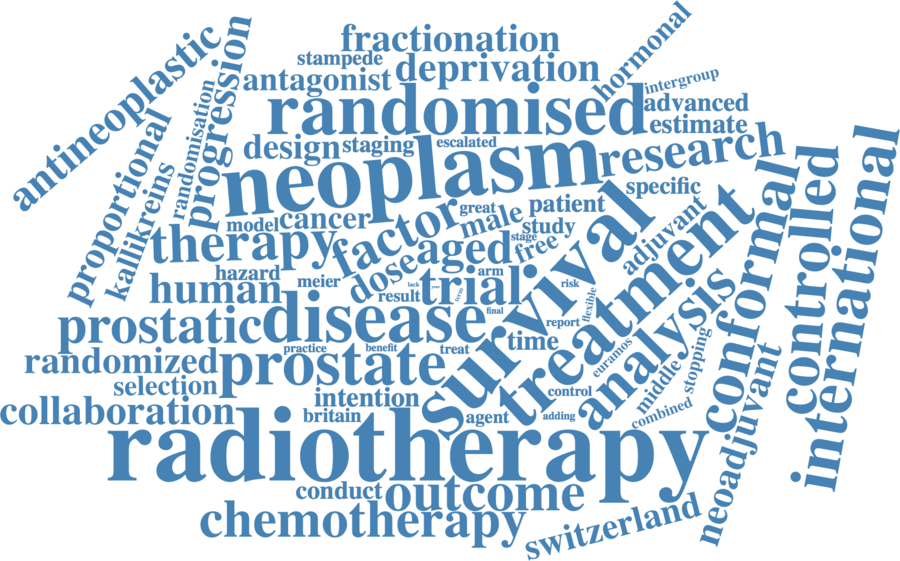 fractionation
hormonal
stampede
antagonist
deprivation
intergroup
antineoplastic
progression
randomisation
randomised
advanced
estimate
design
staging
escalated
neoplasm
research
proportional
kallikreins
specific
model
cancer
factor
great
male
patient
study
therapy
aged
stage
free
adjuvant
survival
treatment
conformal
controlled
international
hazard
human
meier
dose
result
trial
arm
lack
year
term
risk
flexible
final
prostatic
disease
report
time
analysis
euramos
randomized
prostate
practice
benefit
treat
middle
stopping
selection
intention
control
collaboration
britain
agent
adding
combined
radiotherapy
neoadjuvant
conduct
outcome
chemotherapy
switzerland